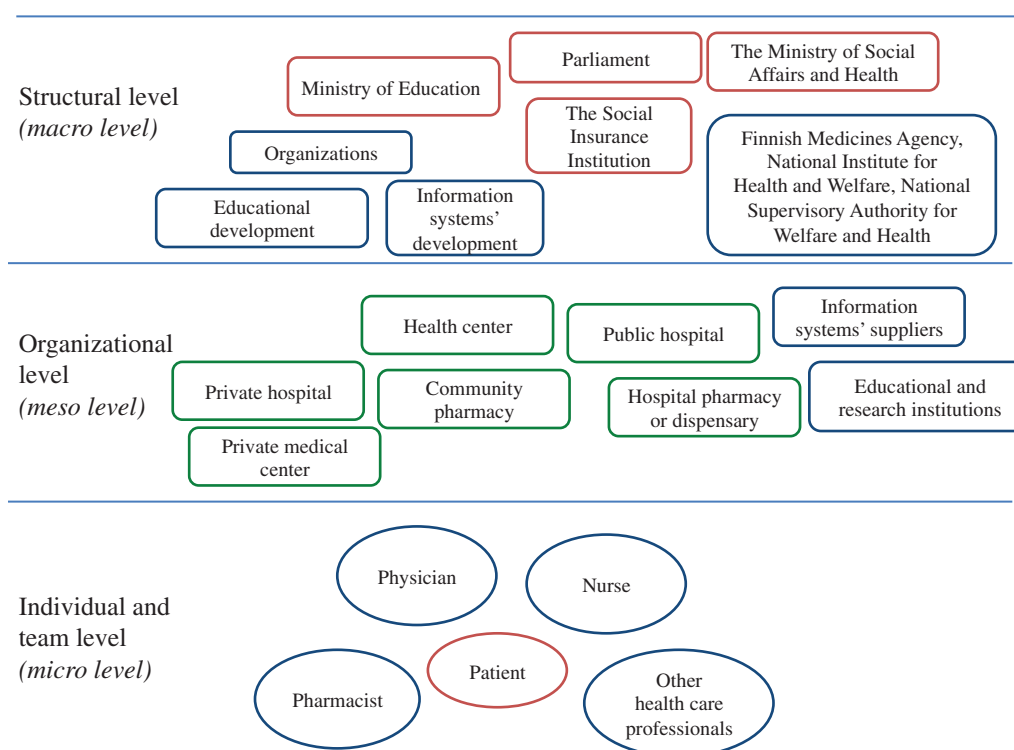 Structural level
(macro level)
Ministry of Education
Parliament
The Ministry of Social
Affairs and Health
Organizations
The Social
Insurance
Institution
Finnish Medicines Agency,
National Institute for
Health and Welfare, National
Supervisory Authority for
Welfare and Health
Educational
development
Information
systems’
development
Organizational
level
(meso level)
Health center
Public hospital
Information
systems’ suppliers
Private hospital
Community
pharmacy
Hospital pharmacy
or dispensary
Educational and
research institutions
Private medical
center
Individual and
team level
(micro level)
Physician
Nurse
Pharmacist
Patient
Other
health care
professionals